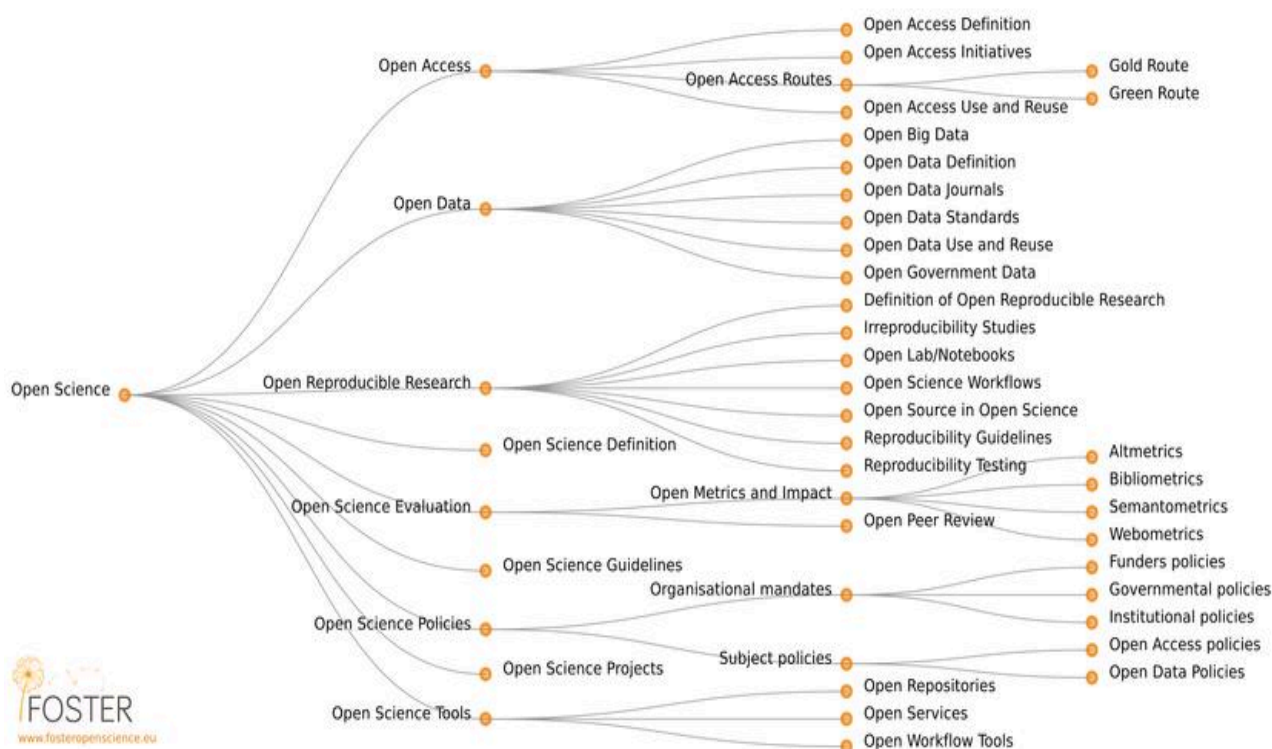 Open Science
Open Access
Open Access Definition
Open Access Initiatives
Open Access Routes
Gold Route
Green Route
Open Access Use and Reuse
Open Data
Open Big Data
Open Data Definition
Open Data Journals
Open Data Standards
Open Data Use and Reuse
Open Government Data
Open Reproducible Research
Definition of Open Reproducible Research
Irreproducibility Studies
Open Lab/Notebooks
Open Science Workflows
Open Source in Open Science
Reproducibility Guidelines
Reproducibility Testing
Open Science Definition
Open Science Evaluation
Open Metrics and Impact
Altmetrics
Bibliometrics
Semantometrics
Webometrics
Open Peer Review
Open Science Guidelines
Open Science Policies
Organisational mandates
Funders policies
Governmental policies
Institutional policies
Subject policies
Open Access policies
Open Data Policies
Open Science Projects
Open Science Tools
Open Repositories
Open Services
Open Workflow Tools
FOSTER
www.fosteropenscience.eu